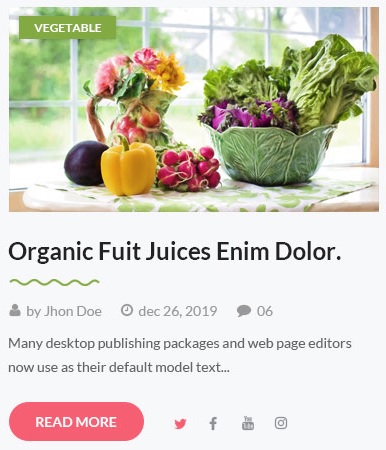 VEGETABLE
Organic Fuit Juices Enim Dolor.
by Jhon Doe dec 26, 2019 06
Many desktop publishing packages and web page editors
now use as their default model text...
READ MORE